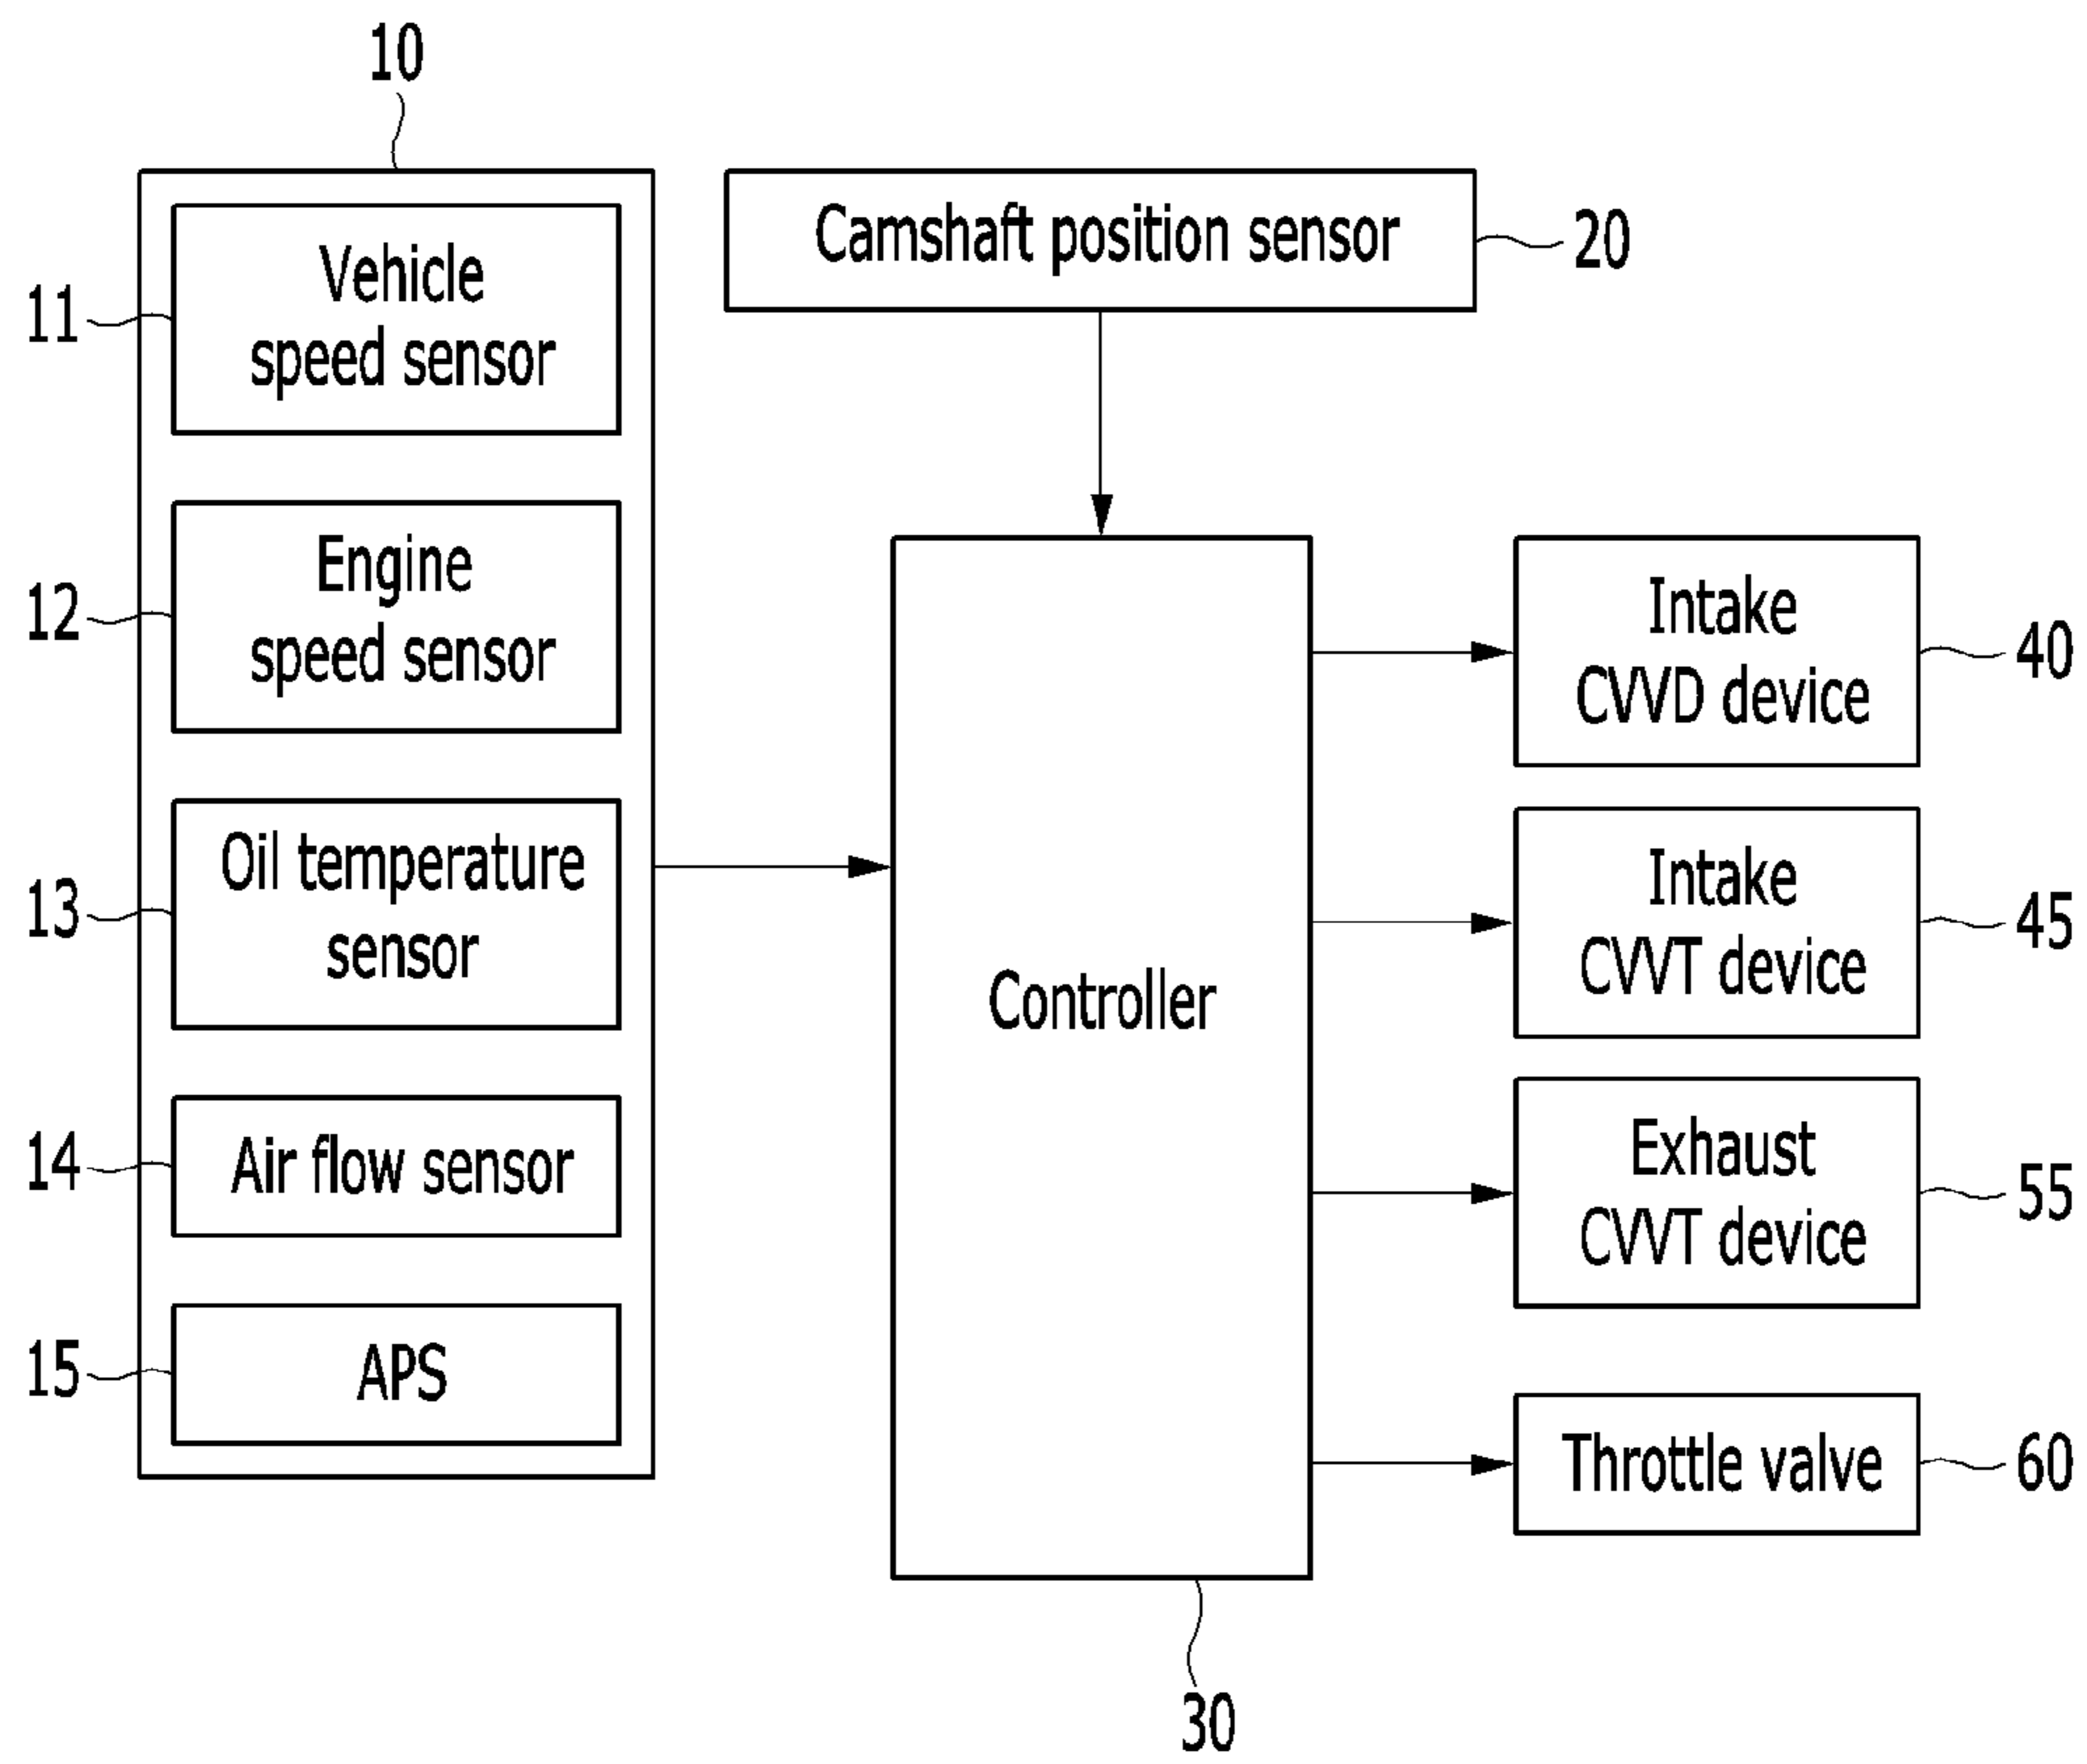 10
Vehicle
speed sensor
11
Engine
speed sensor
12
Oil temperature
sensor
13
Air flow sensor
14
APS
15
Camshaft position sensor
20
Controller
30
Intake
CVVD device
40
Intake
CVVT device
45
Exhaust
CVVT device
55
Throttle valve
60